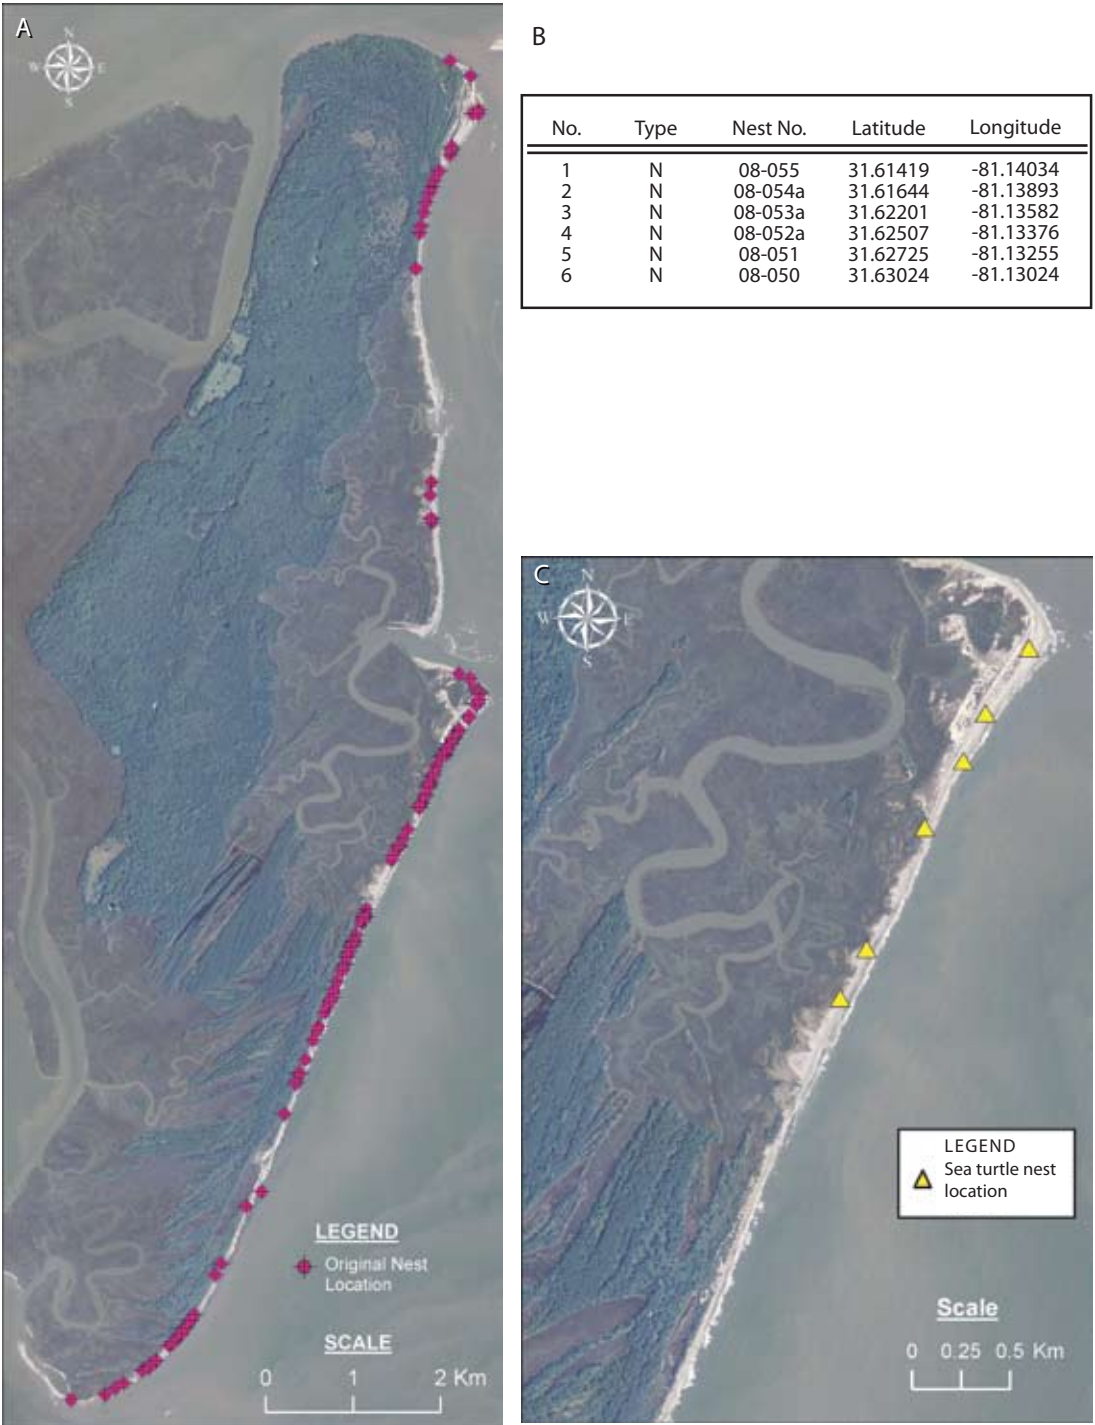 A
N
W E
S
LEGEND
Original Nest
Location
SCALE
0 1 2 Km
B
No. Type Nest No. Latitude Longitude
1 N 08-055 31.61419 -81.14034
2 N 08-054a 31.61644 -81.13893
3 N 08-053a 31.62201 -81.13582
4 N 08-052a 31.62507 -81.13376
5 N 08-051 31.62725 -81.13255
6 N 08-050 31.63024 -81.13024
C
N
W E
S
LEGEND
Sea turtle nest
location
Scale
0 0.25 0.5 Km